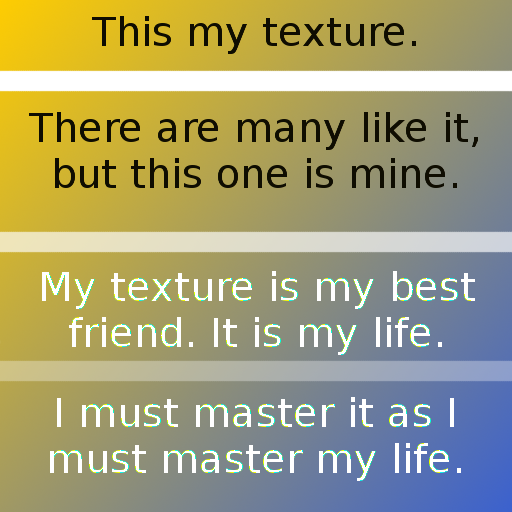 This my texture.
There are many like it,
but this one is mine.
My texture is my best
friend. It is my life.
I must master it as I
must master my life.